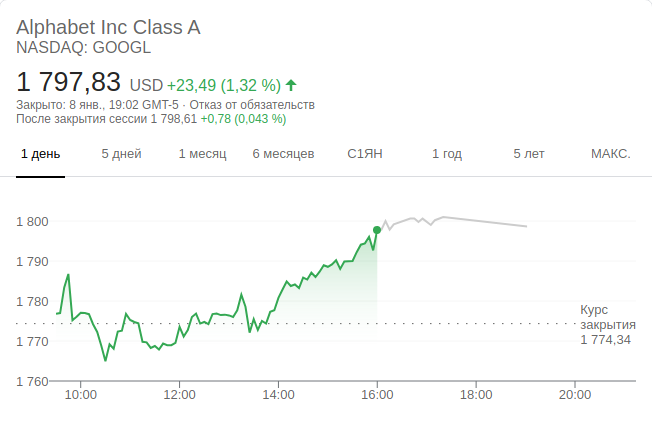 Alphabet Inc Class A
NASDAQ: GOOGL
1 797,83 USD +23,49 (1,32 %)
Закрыто: 8 янв., 19:02 GMT-5 · Отказ от обязательств
После закрытия сессии 1 798,61 +0,78 (0,043 %)
1 день 5 дней 1 месяц 6 месяцев С1ЯН 1 год 5 лет МАКС.
1 800
1 790
1 780
Курс
закрытия
1 774,34
1 770
1 760
10:00 12:00 14:00 16:00 18:00 20:00